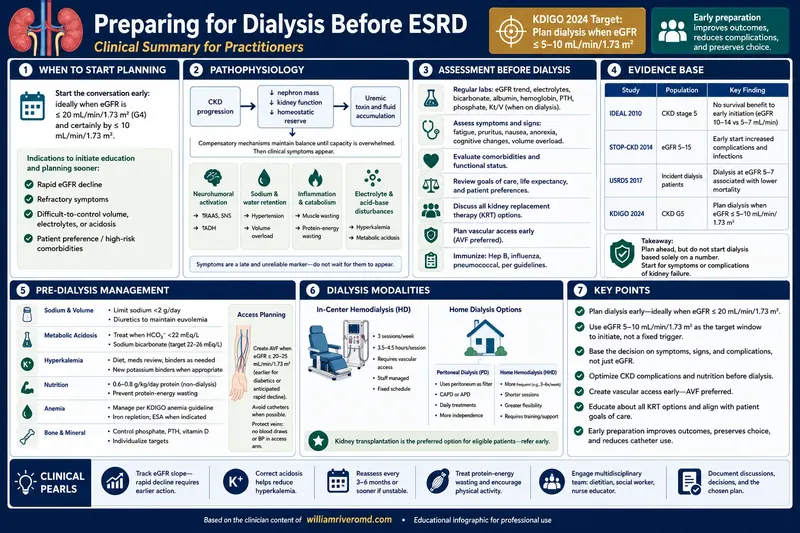 Preparing for Dialysis Before ESRD
Clinical Summary for Practitioners
KDIGO 2024 Target:
Plan dialysis when eGFR
≤ 5–10 mL/min/1.73 m²
Early preparation
improves outcomes,
reduces complications,
and preserves choice.
1 WHEN TO START PLANNING
Start the conversation early:
ideally when eGFR is
≤ 20 mL/min/1.73 m² (G4)
and certainly by ≤ 10
mL/min/1.73 m².
Indications to initiate education
and planning sooner:
Rapid eGFR decline
Refractory symptoms
Difficult-to-control volume,
electrolytes, or acidosis
Patient preference / high-risk
comorbidities
2 PATHOPHYSIOLOGY
CKD
progression
↓ nephron mass
↓ kidney function
↓ homeostatic
reserve
Uremic
toxin and fluid
accumulation
Compensatory mechanisms maintain balance until capacity is overwhelmed.
Then clinical symptoms appear.
Neurohumoral
activation
→ ↑RAAS, SNS
→ ↑ADH
Sodium &
water retention
→ Hypertension
→ Volume
overload
Inflammation
& catabolism
→ Muscle wasting
→ Protein-energy
wasting
Electrolyte &
acid-base
disturbances
→ Hyperkalemia
→ Metabolic acidosis
Symptoms are a late and unreliable marker—do not wait for them to appear.
3 ASSESSMENT BEFORE DIALYSIS
Regular labs: eGFR trend, electrolytes,
bicarbonate, albumin, hemoglobin, PTH,
phosphate, Kt/V (when on dialysis).
Assess symptoms and signs:
fatigue, pruritus, nausea, anorexia,
cognitive changes, volume overload.
Evaluate comorbidities and
functional status.
Review goals of care, life expectancy,
and patient preferences.
Discuss all kidney replacement
therapy (KRT) options.
Plan vascular access early
(AVF preferred).
Immunize: Hep B, influenza,
pneumococcal, per guidelines.
4 EVIDENCE BASE
Study Population Key Finding
IDEAL 2010 CKD stage 5 No survival benefit to
early initiation (eGFR
10–14 vs 5–7 mL/min)
STOP-CKD 2014 eGFR 5–15 Early start increased
complications and
infections
USRDS 2017 Incident dialysis
patients Dialysis at eGFR 5–7
associated with lower
mortality
KDIGO 2024 CKD G5 Plan dialysis when
eGFR ≤ 5–10 mL/min/
1.73 m²
Takeaway:
Plan ahead, but do not start dialysis
based solely on a number.
Start for symptoms or complications
of kidney failure.
5 PRE-DIALYSIS MANAGEMENT
Sodium & Volume
• Limit sodium <2 g/day
• Diuretics to maintain euvolemia
Metabolic Acidosis
• Treat when HCO₃⁻ <22 mEq/L
• Sodium bicarbonate (target 22–26 mEq/L)
K⁺ Hyperkalemia
• Diet, meds review, binders as needed
• New potassium binders when appropriate
Nutrition
• 0.6–0.8 g/kg/day protein (non-dialysis)
• Prevent protein-energy wasting
Anemia
• Manage per KDIGO anemia guideline
• Iron repletion; ESA when indicated
Bone & Mineral
• Control phosphate, PTH, vitamin D
• Individualize targets
Access Planning
Create AVF when
eGFR ≤ 20–25
mL/min/1.73 m²
(earlier for
diabetics or
anticipated
rapid decline).
Avoid catheters
when possible.
Protect veins:
no blood draws
or BP in access
arm.
6 DIALYSIS MODALITIES
In-Center Hemodialysis (HD)
• 3 sessions/week
• 3.5–4.5 hours/session
• Requires vascular
access
• Staff managed
• Fixed schedule
Home Dialysis Options
Peritoneal Dialysis (PD)
• Uses peritoneum as filter
• CAPD or APD
• Daily treatments
• More independence
Home Hemodialysis (HHD)
• More frequent (e.g., 3–6x/week)
• Shorter sessions
• Greater flexibility
• Requires training/support
Kidney transplantation is the preferred option for eligible patients—refer early.
7 KEY POINTS
Plan dialysis early—ideally when eGFR ≤ 20 mL/min/1.73 m².
Use eGFR 5–10 mL/min/1.73 m² as the target window
to initiate, not a fixed trigger.
Base the decision on symptoms, signs, and complications,
not just eGFR.
Optimize CKD complications and nutrition before dialysis.
Create vascular access early—AVF preferred.
Educate about all KRT options and align with patient
goals of care.
Early preparation improves outcomes, preserves choice,
and reduces catheter use.
CLINICAL
PEARLS
Track eGFR slope—
rapid decline requires
earlier action.
K⁺
Correct acidosis
helps reduce
hyperkalemia.
Reassess every
3–6 months or
sooner if unstable.
Treat protein-energy
wasting and encourage
physical activity.
Engage multidisciplinary
team: dietitian, social worker,
nurse educator.
Document discussions,
decisions, and the
chosen plan.
Based on the clinician content of williamriveromd.com • Educational infographic for professional use